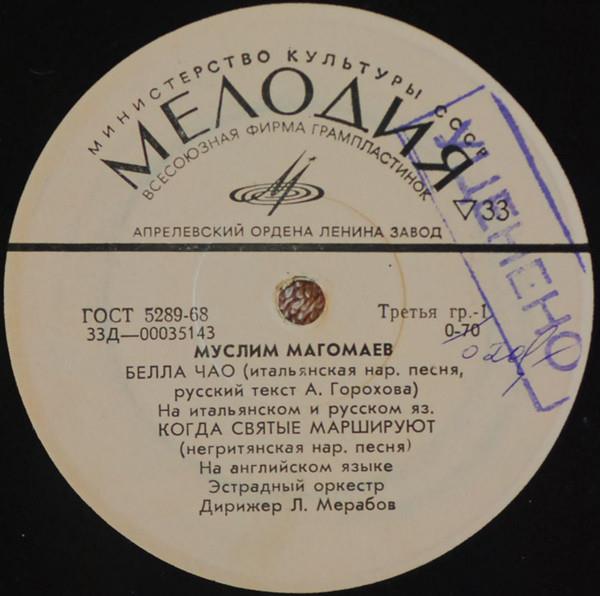 МИНИСТЕРСТВО КУЛЬТУРЫ СССР
МЕЛОДИЯ
ВСЕСОЮЗНАЯ ФИРМА ГРАМПЛАСТИНОК
33
АПРЕЛЕВСКИЙ ОРДЕНА ЛЕНИНА ЗАВОД
УЦЕНЕНО
ГОСТ 5289-68
Третья гр.-1
33Д—00035143
0-70
МУСЛИМ МАГОМАЕВ
БЕЛЛА ЧАО (итальянская нар. песня,
русский текст А. Горохова)
На итальянском и русском яз.
КОГДА СВЯТЫЕ МАРШИРУЮТ
(негритянская нар. песня)
На английском языке
Эстрадный оркестр
Дирижер Л. Мерабов